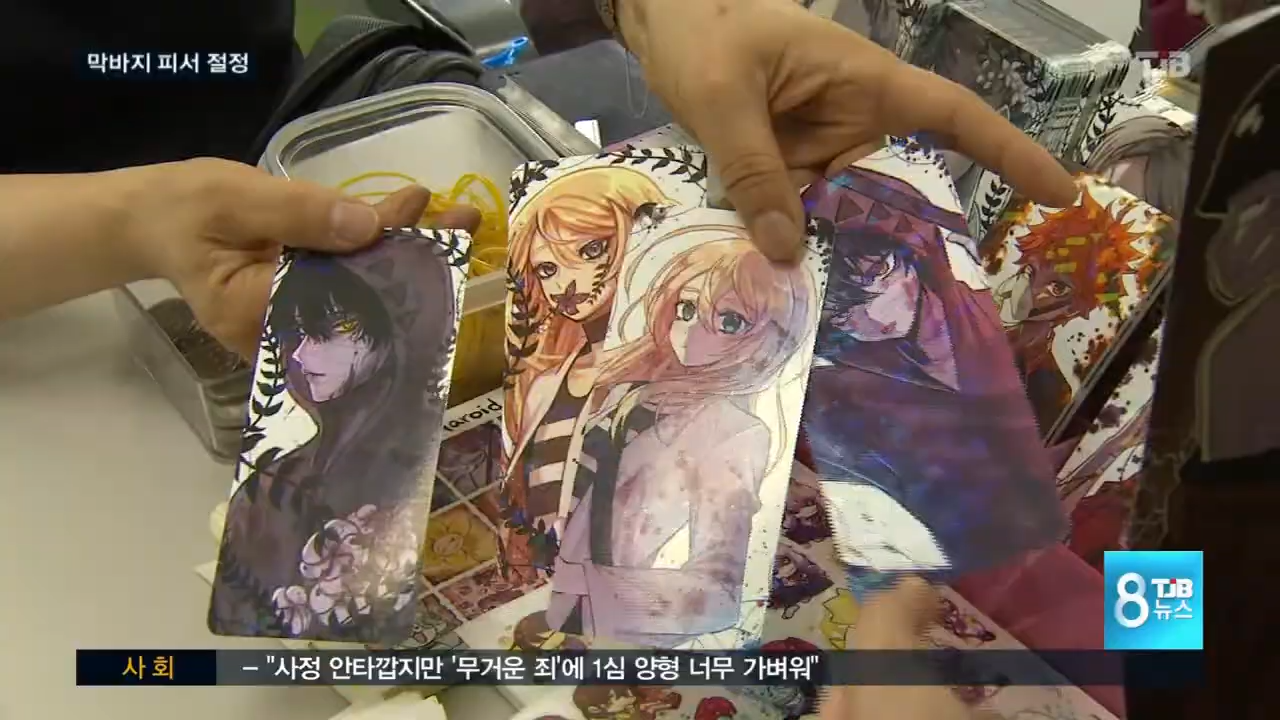 막바지 피서 절정
TJB
aroid
8 TJB
뉴스
사회 – "사정 안타깝지만 '무거운 죄'에 1심 양형 너무 가벼워"